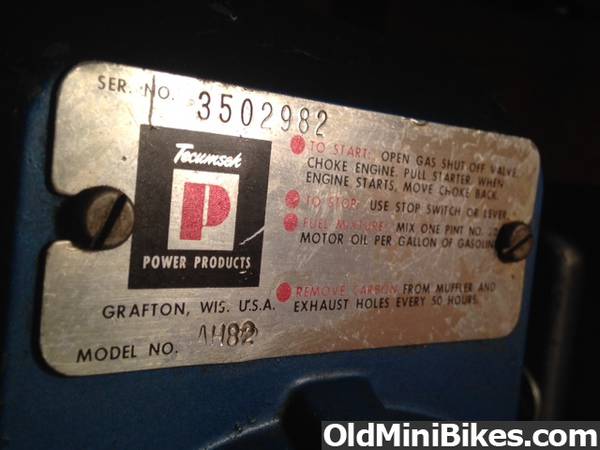 SER. NO. 3502982
Tecumseh
P
POWER PRODUCTS
GRAFTON, WIS. U.S.A.
MODEL NO. AH82
TO START: OPEN GAS SHUT OFF VALVE,
CHOKE ENGINE. PULL STARTER. WHEN
ENGINE STARTS, MOVE CHOKE BACK.
TO STOP: USE STOP SWITCH OR LEVER.
FUEL MIXTURE: MIX ONE PINT NO.
MOTOR OIL PER GALLON OF GASOLIN
REMOVE CARBON FROM MUFFLER AND
EXHAUST HOLES EVERY 50 HOURS.
OldMiniBikes.com